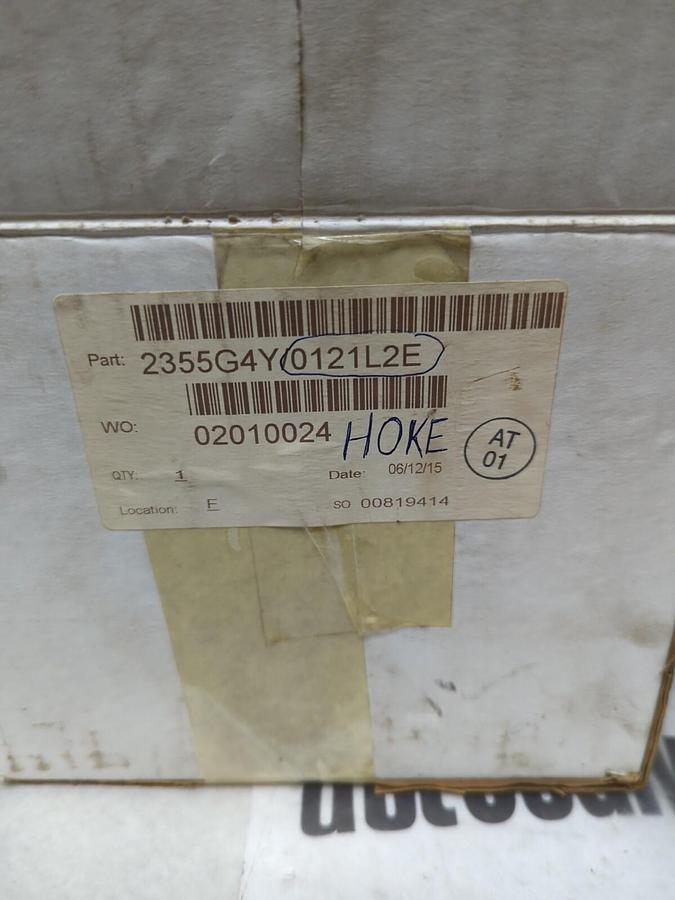 Part: 2355G4Y0121L2E
WO: 02010024 HOKE
AT
01
QTY: 1 Date: 06/12/15
Location: F SO 00819414